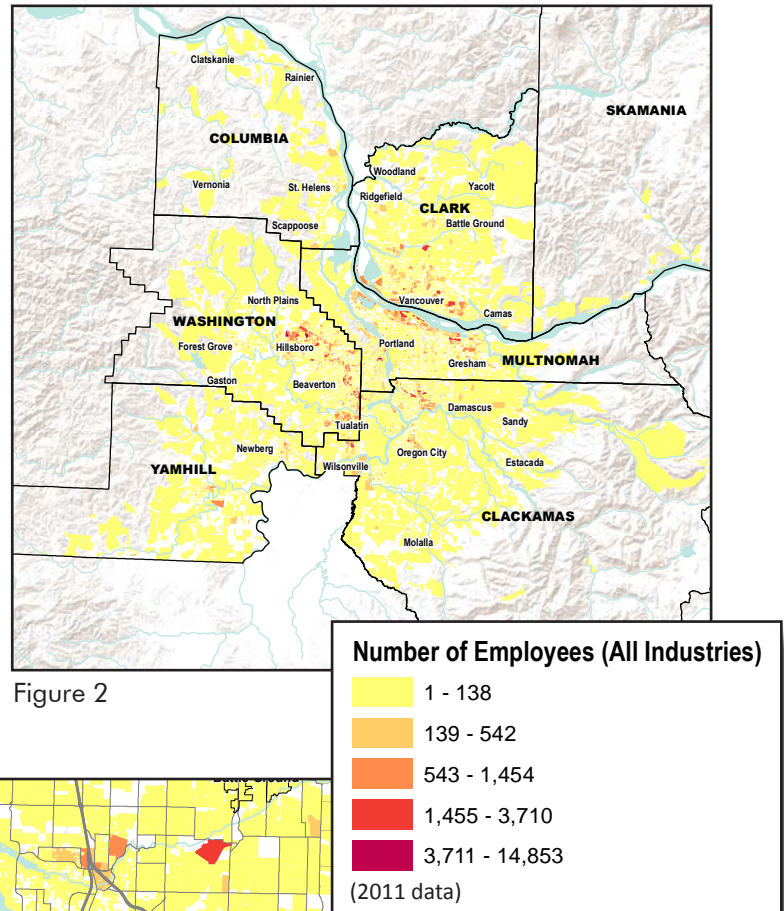 Clatskanie
Rainier
SKAMANIA
COLUMBIA
Woodland
Vernonia
St. Helens
Yacolt
Ridgefield
CLARK
Scappoose
Battle Ground
North Plains
Vancouver
Camas
WASHINGTON
Forest Grove
Hillsboro
Portland
Gresham
MULTNOMAH
Gaston
Beaverton
Damascus
Sandy
Tualatin
Newberg
Oregon City
YAMHILL
Wilsonville
Estacada
CLACKAMAS
Molalla
Figure 2
Number of Employees (All Industries)
1 - 138
139 - 542
543 - 1,454
1,455 - 3,710
3,711 - 14,853
(2011 data)
Battle Ground